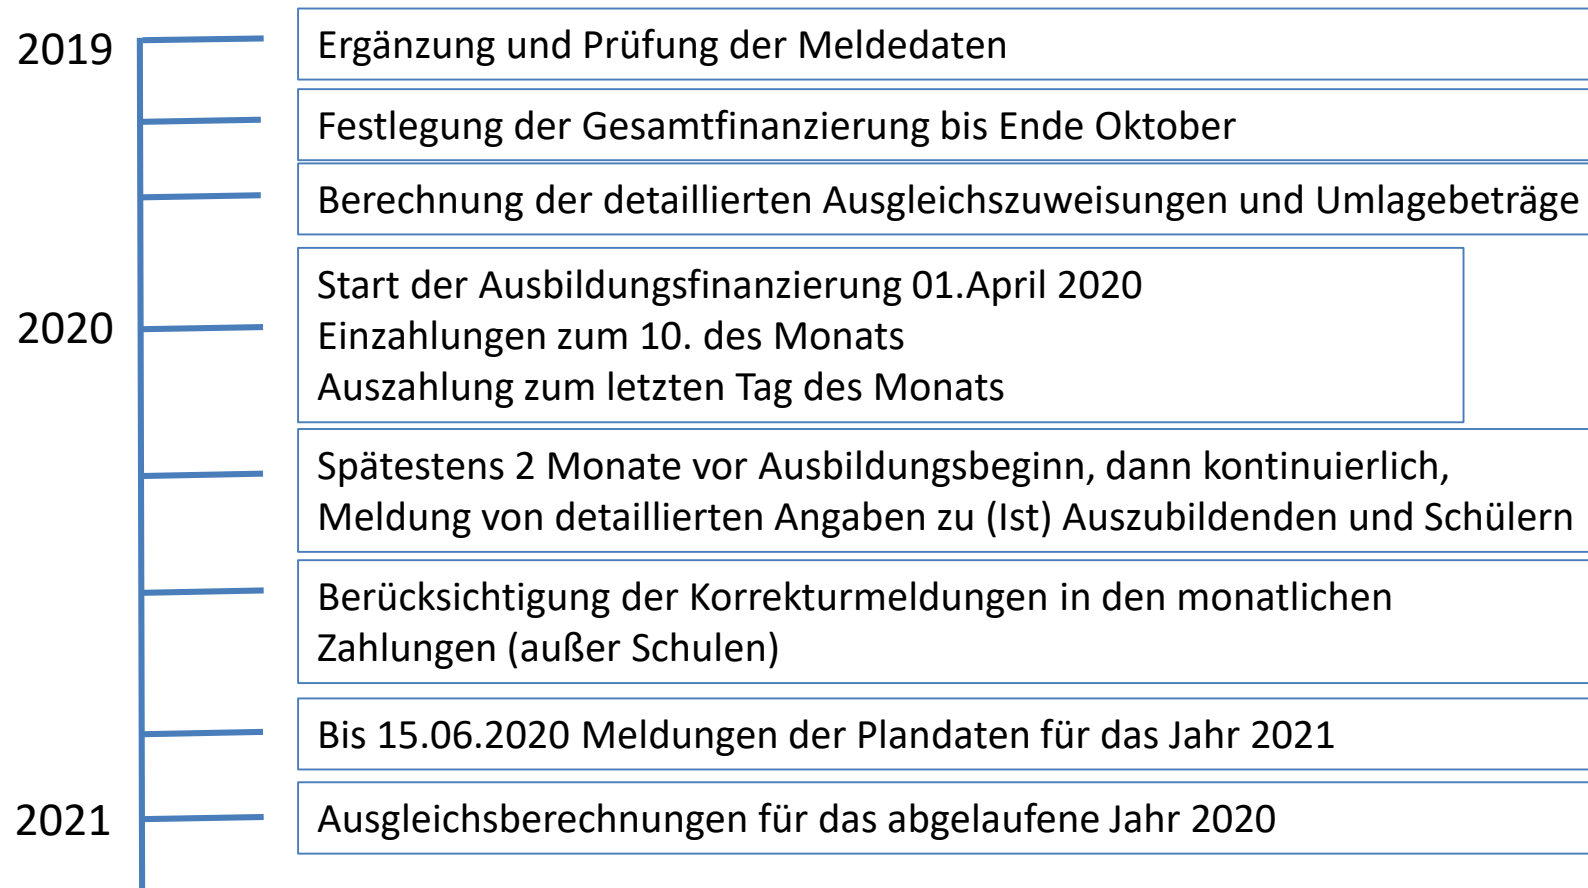 2019
Ergänzung und Prüfung der Meldedaten
Festlegung der Gesamtfinanzierung bis Ende Oktober
Berechnung der detaillierten Ausgleichszuweisungen und Umlagebeträge
2020
Start der Ausbildungsfinanzierung 01.April 2020
Einzahlungen zum 10. des Monats
Auszahlung zum letzten Tag des Monats
Spätestens 2 Monate vor Ausbildungsbeginn, dann kontinuierlich,
Meldung von detaillierten Angaben zu (Ist) Auszubildenden und Schülern
Berücksichtigung der Korrekturmeldungen in den monatlichen
Zahlungen (außer Schulen)
Bis 15.06.2020 Meldungen der Plandaten für das Jahr 2021
2021
Ausgleichsberechnungen für das abgelaufene Jahr 2020